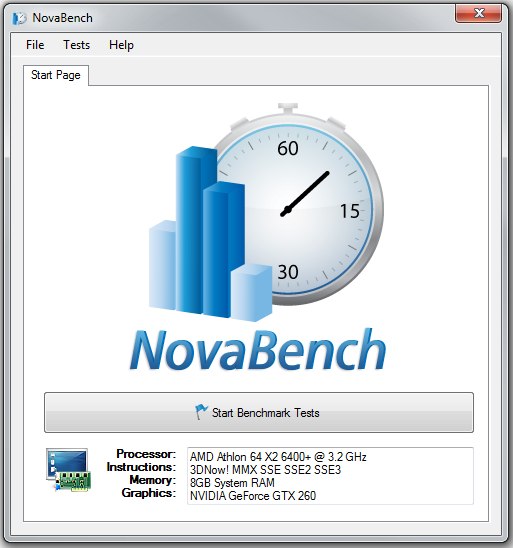 NovaBench
File Tests Help
Start Page
60
15
30
NovaBench
Start Benchmark Tests
Processor: AMD Athlon 64 X2 6400+ @ 3.2 GHz
Instructions: 3DNow! MMX SSE SSE2 SSE3
Memory: 8GB System RAM
Graphics: NVIDIA GeForce GTX 260